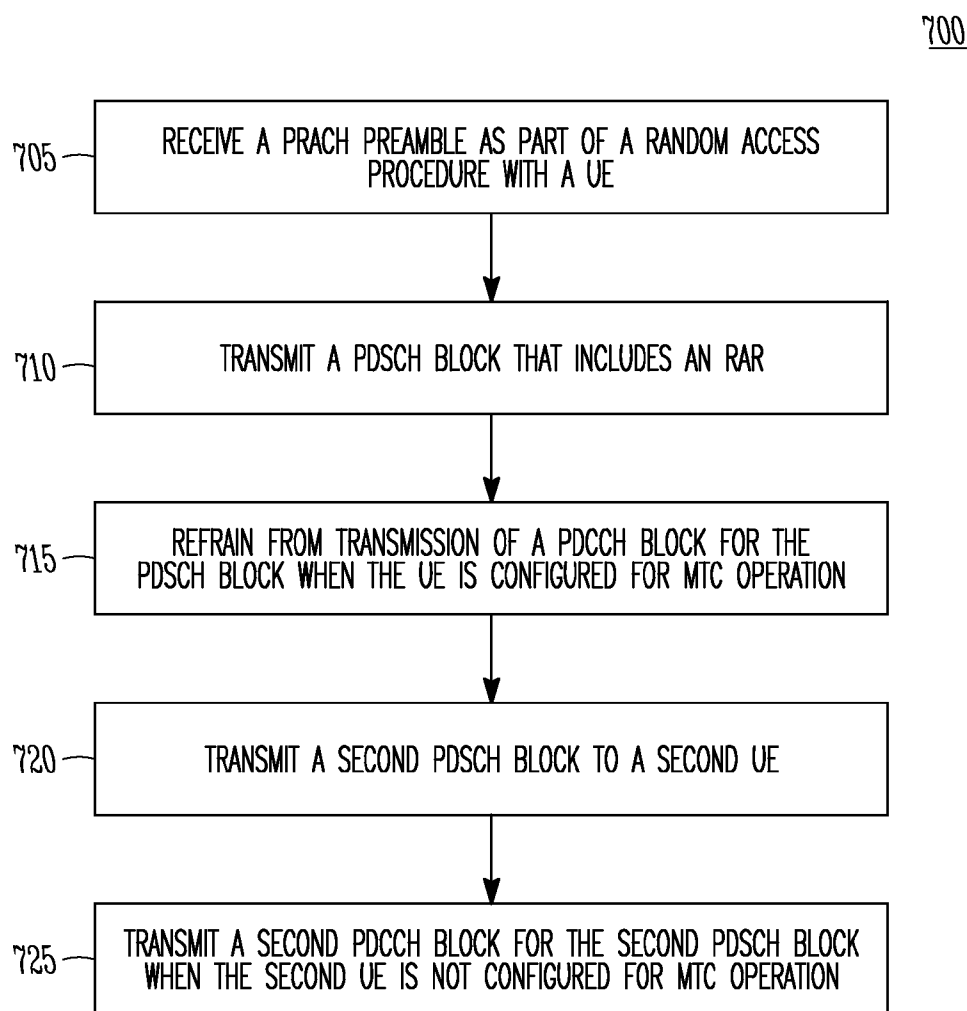 700
705
RECEIVE A PRACH PREAMBLE AS PART OF A RANDOM ACCESS
PROCEDURE WITH A UE
710
TRANSMIT A PDSCH BLOCK THAT INCLUDES AN RAR
715
REFRAIN FROM TRANSMISSION OF A PDCCH BLOCK FOR THE
PDSCH BLOCK WHEN THE UE IS CONFIGURED FOR MTC OPERATION
720
TRANSMIT A SECOND PDSCH BLOCK TO A SECOND UE
725
TRANSMIT A SECOND PDCCH BLOCK FOR THE SECOND PDSCH BLOCK
WHEN THE SECOND UE IS NOT CONFIGURED FOR MTC OPERATION